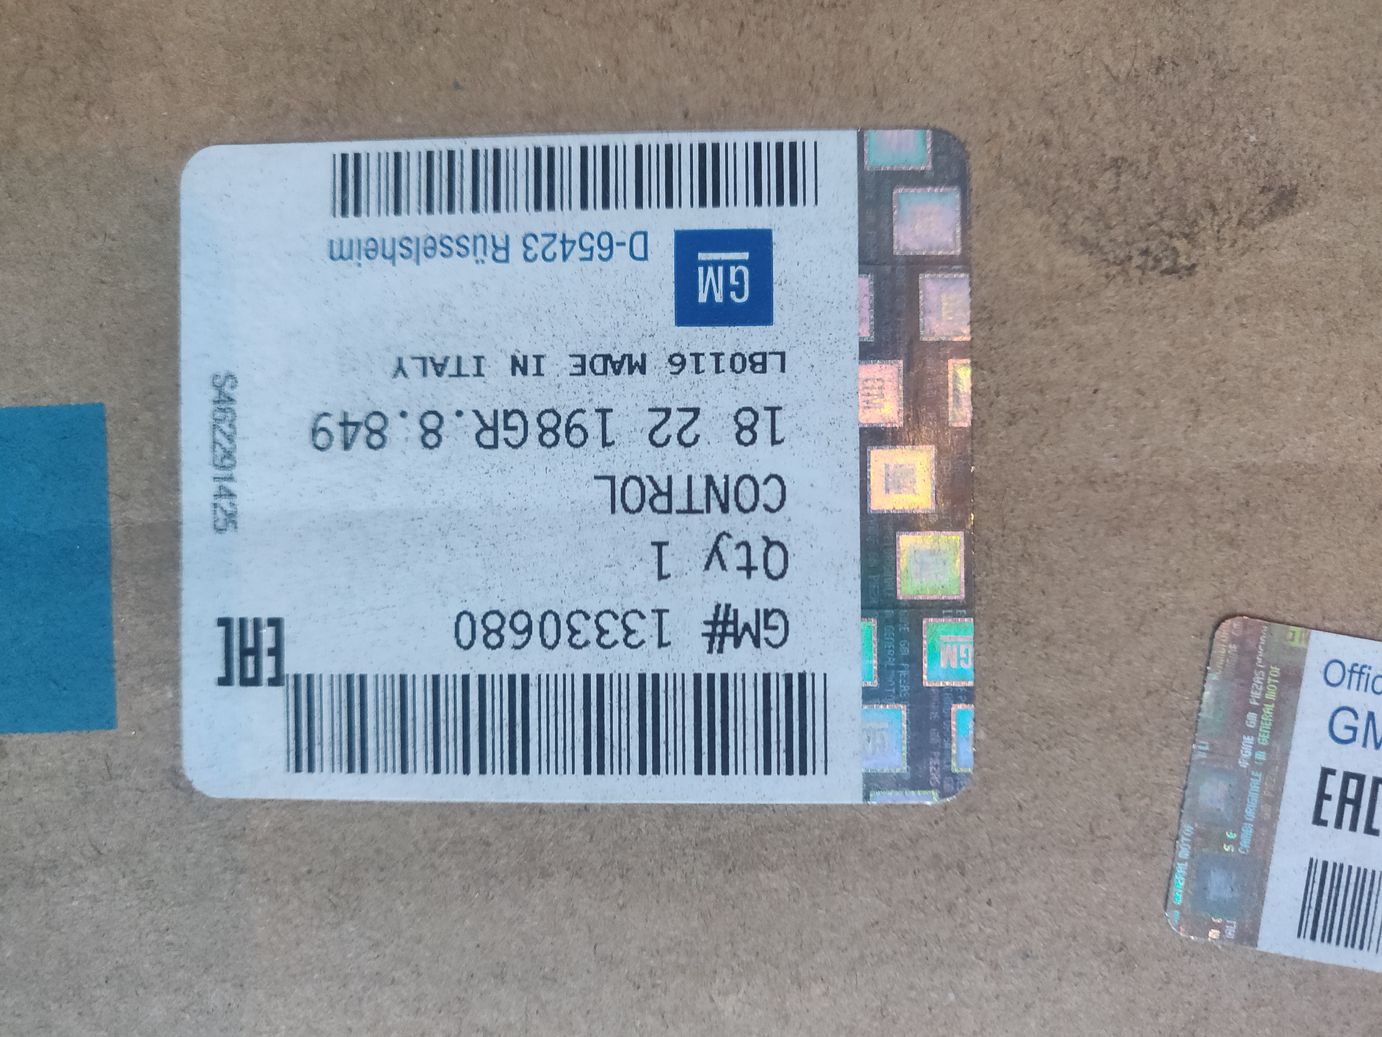 GM# 13330680
Qty 1
CONTROL
18 22 198GR.8.849
LB0116 MADE IN ITALY
GM
D-65423 Rüsselsheim
EAC
S462291425
GM
EAC